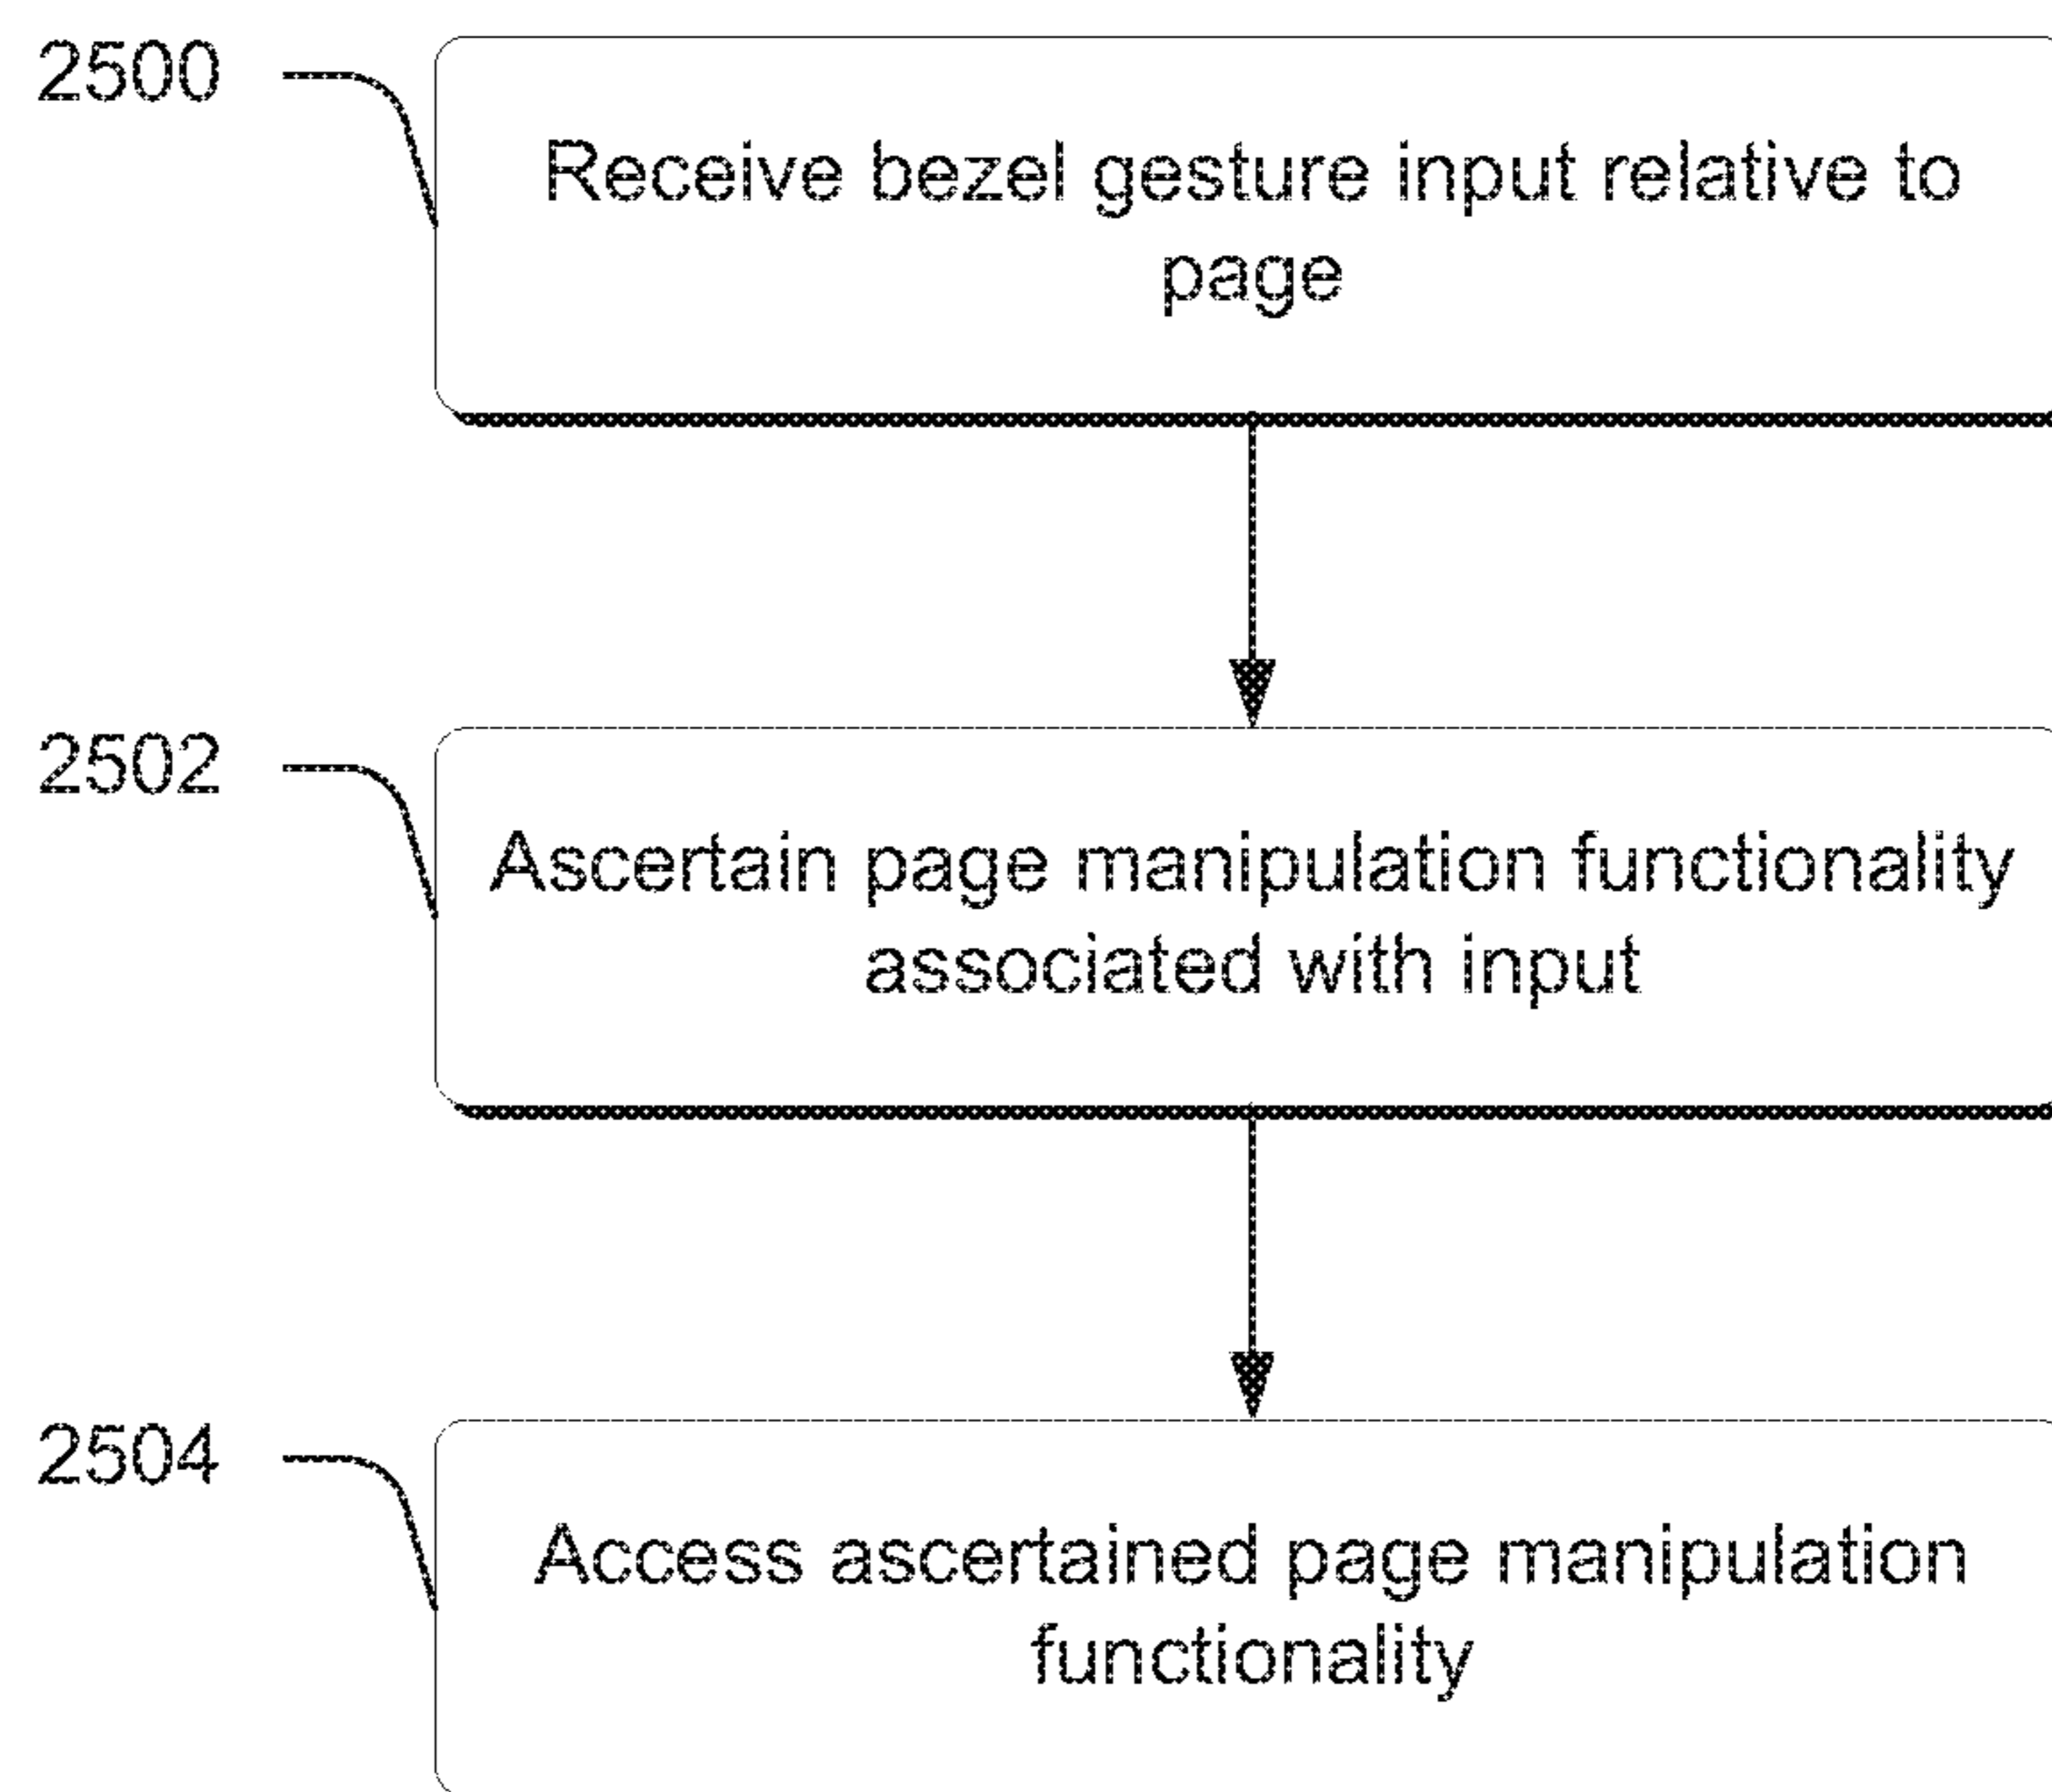 2500
Receive bezel gesture input relative to
page
2502
Ascertain page manipulation functionality
associated with input
2504
Access ascertained page manipulation
functionality